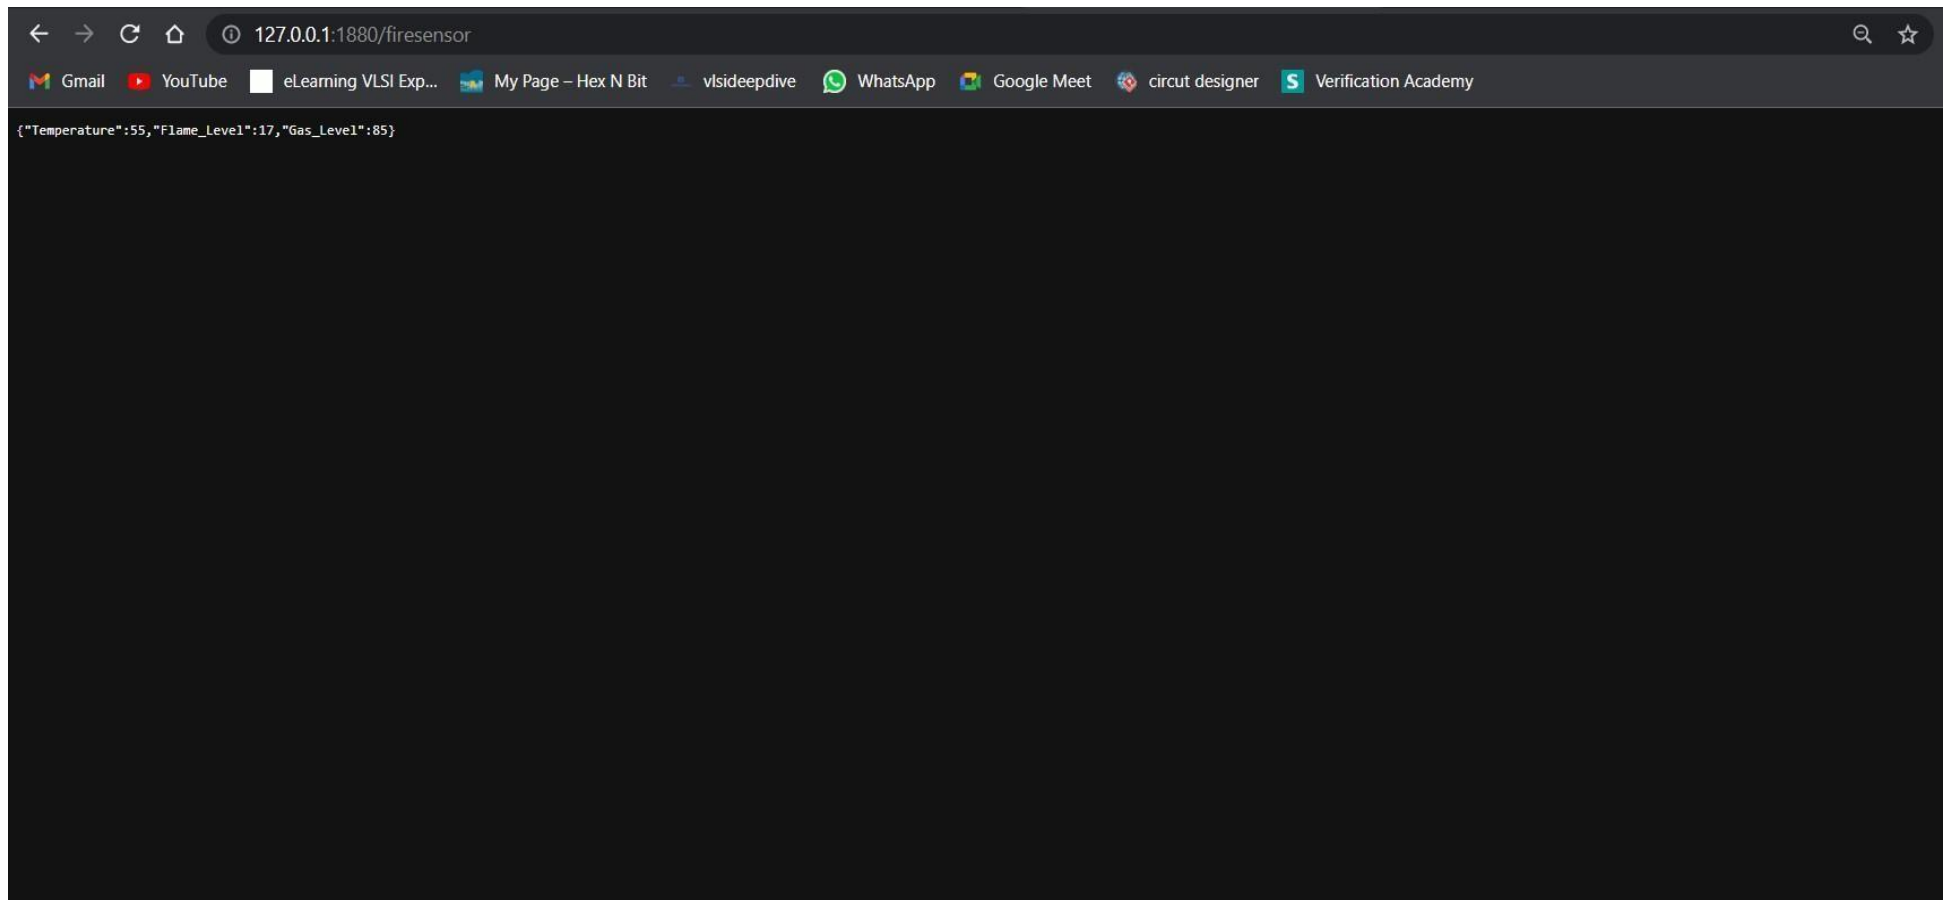 127.0.0.1:1880/firesensor
Gmail YouTube eLearning VLSI Exp... My Page – Hex N Bit vlsideepdive WhatsApp Google Meet circut designer S Verification Academy
{"Temperature":55,"Flame_Level":17,"Gas_Level":85}